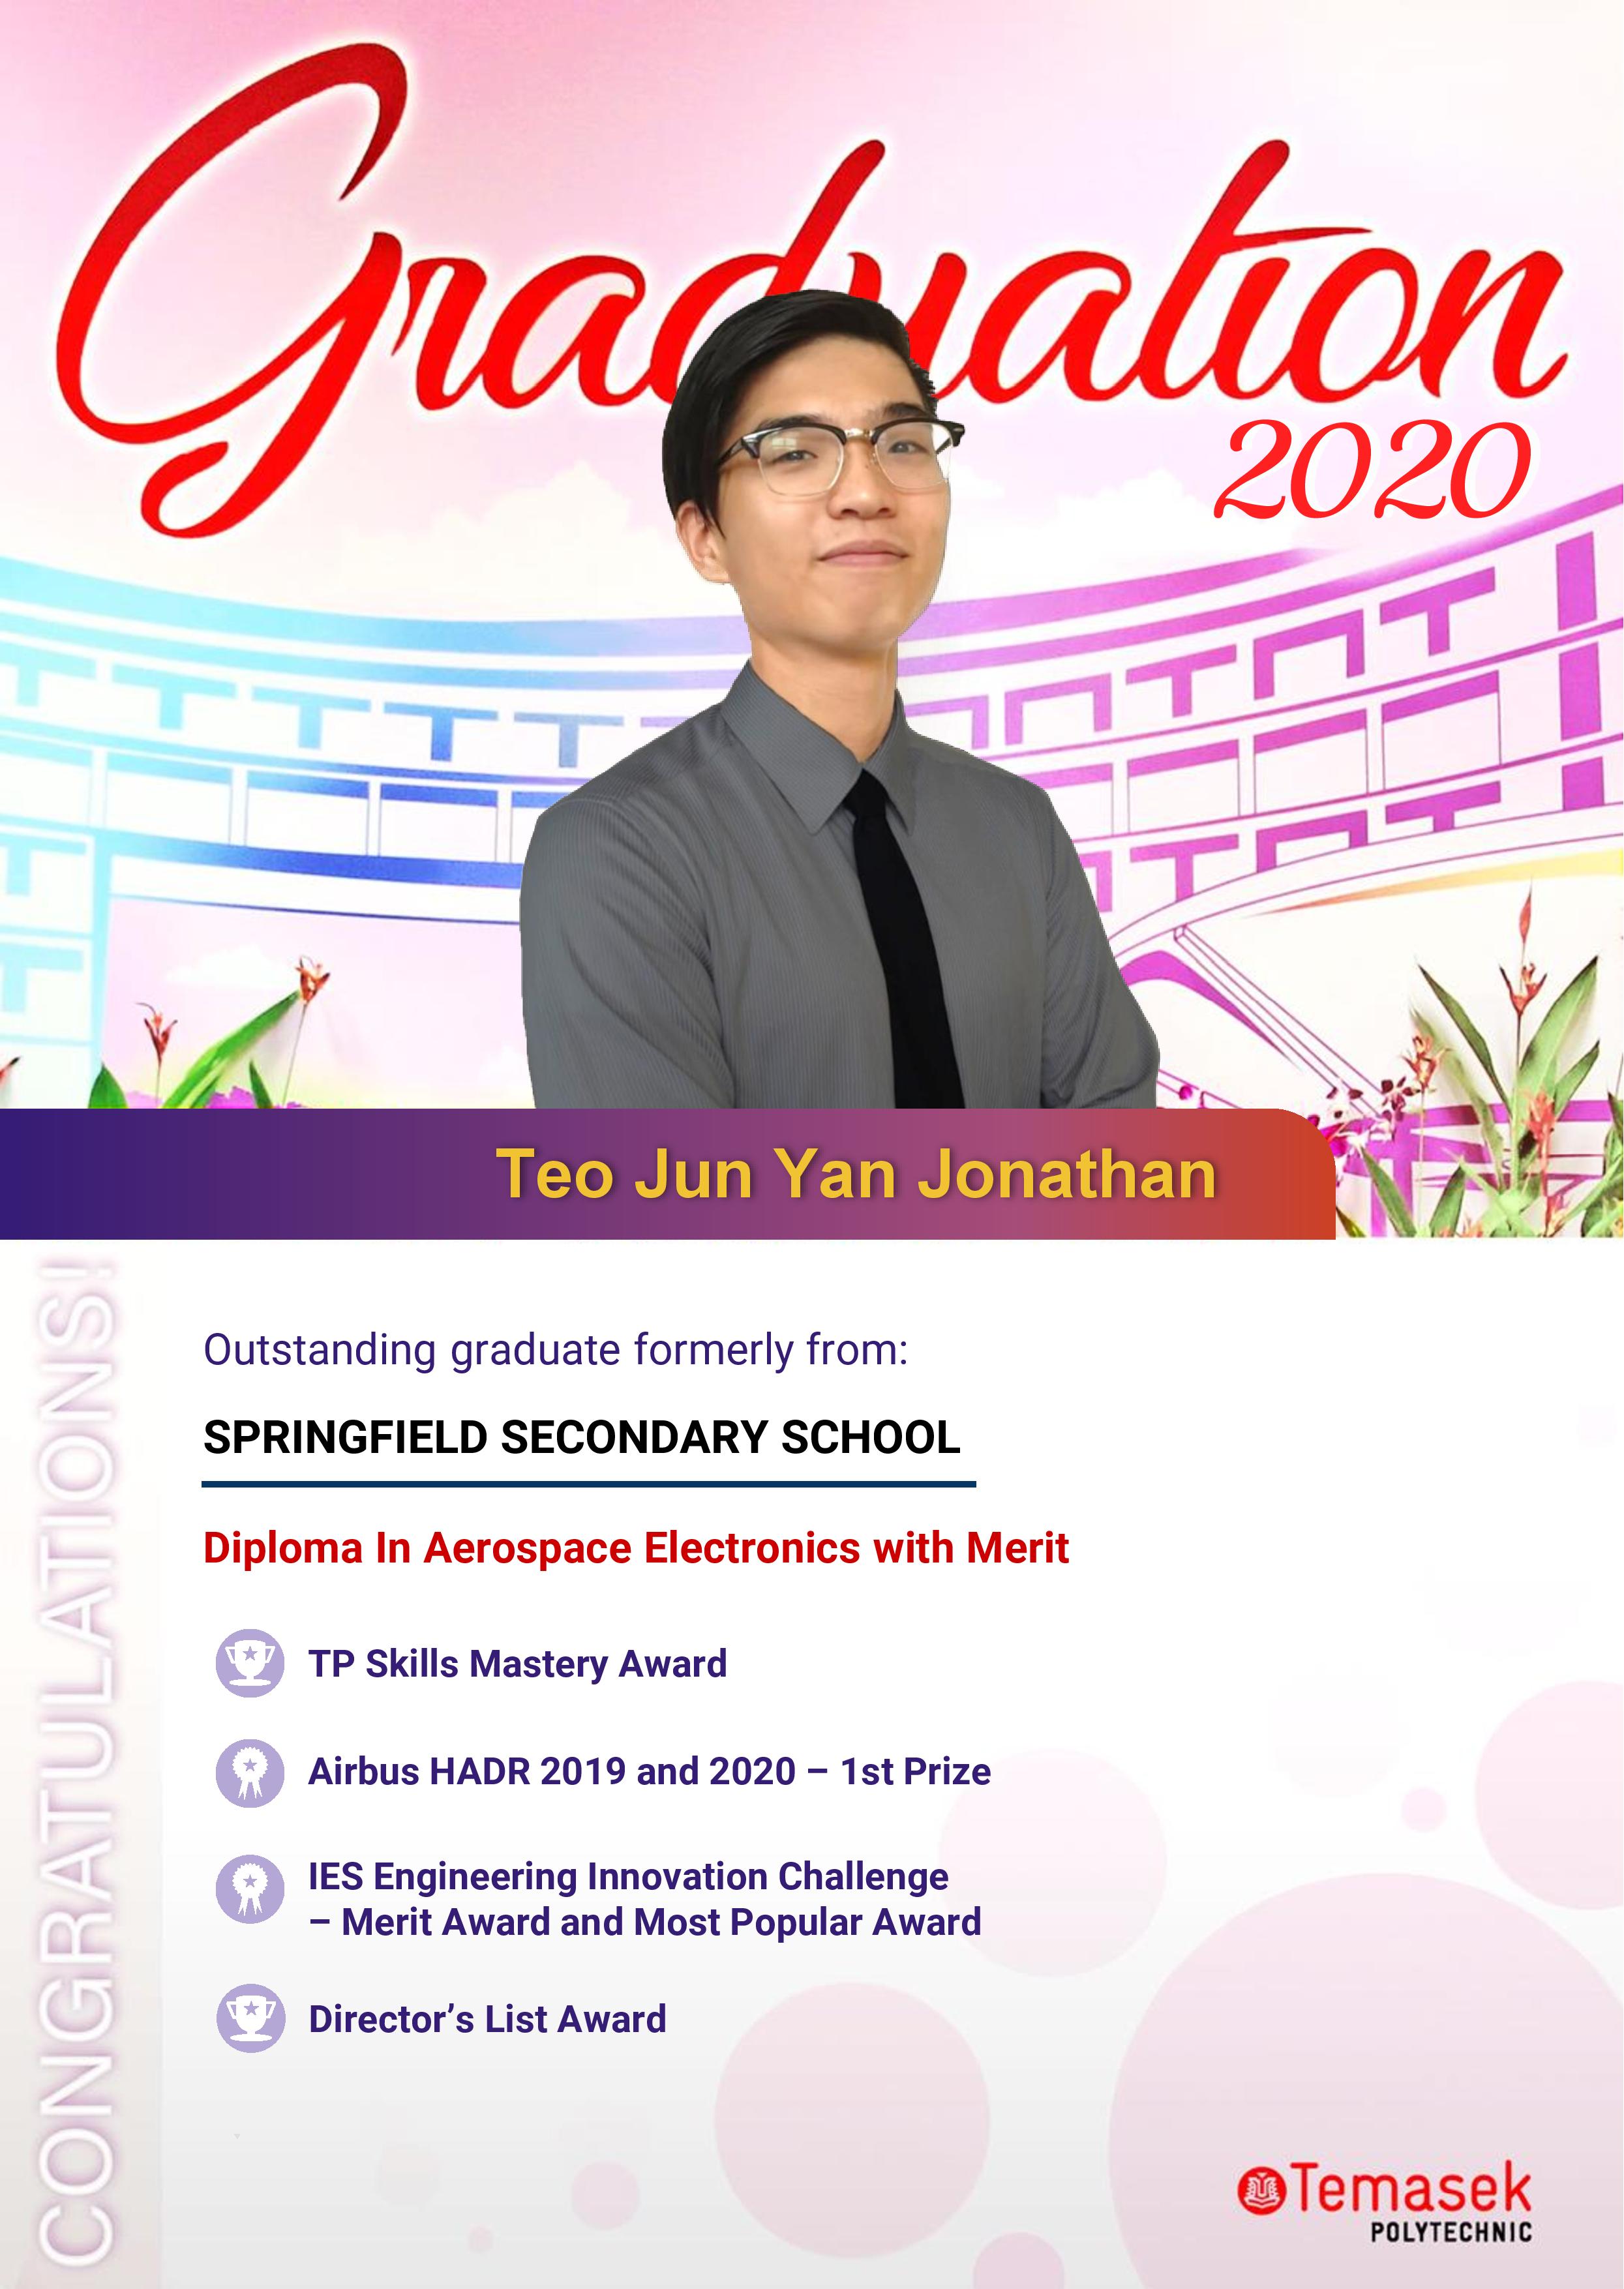 Graduation
2020
Teo Jun Yan Jonathan
CONGRATULATIONS!
Outstanding graduate formerly from:
SPRINGFIELD SECONDARY SCHOOL
Diploma In Aerospace Electronics with Merit
TP Skills Mastery Award
Airbus HADR 2019 and 2020 – 1st Prize
IES Engineering Innovation Challenge
– Merit Award and Most Popular Award
Director’s List Award
Temasek
POLYTECHNIC